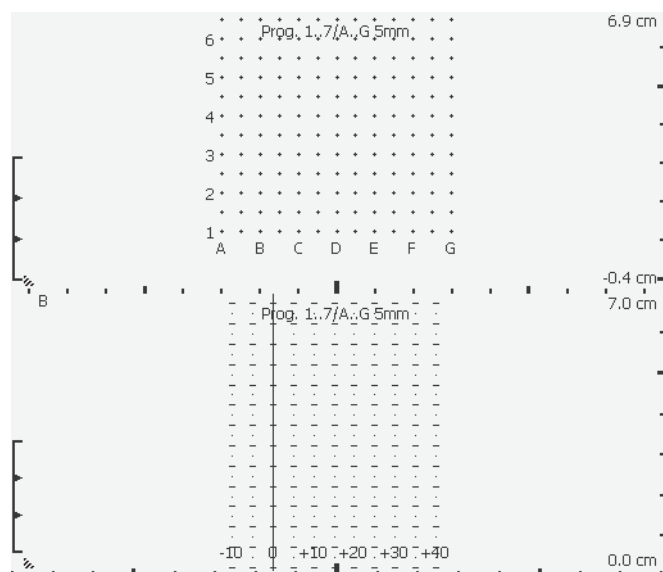 6.9 cm
Prog. 1..7/A..G 5mm
6
5
4
3
2
1
A B C D E F G
-0.4 cm
B
7.0 cm
Prog. 1../A..G 5mm
-10 0 +10 +20 +30 +40
0.0 cm